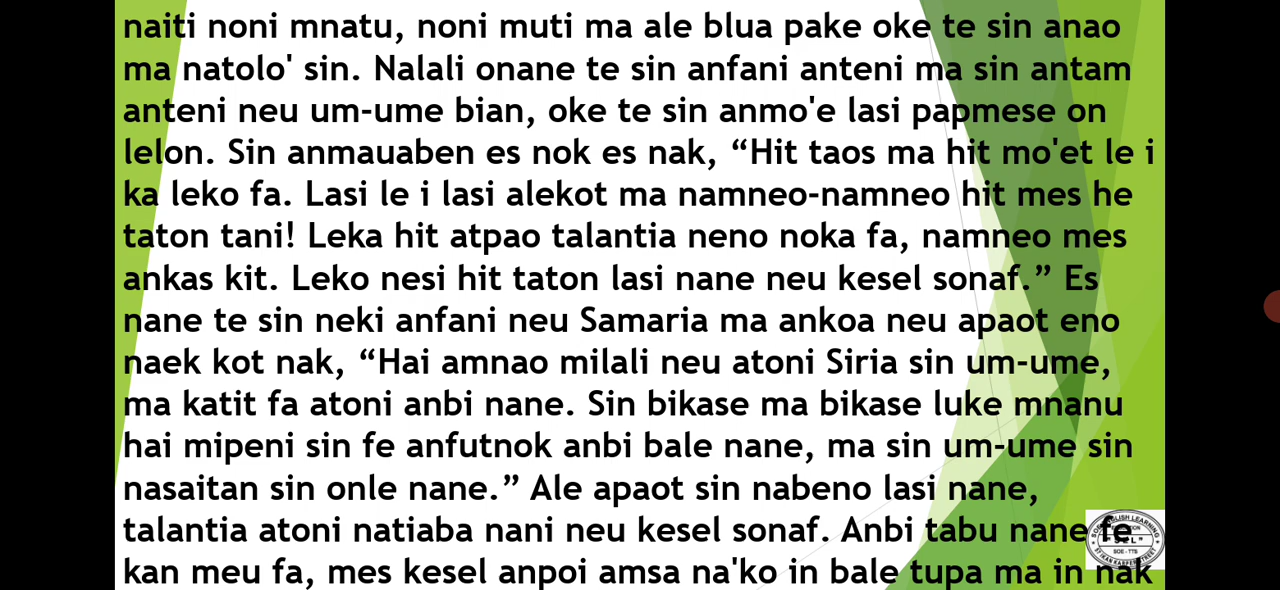 naiti noni mnatu, noni muti ma ale blua pake oke te sin anao
ma natolo' sin. Nalali onane te sin anfani anteni ma sin antam
anteni neu um-ume bian, oke te sin anmo'e lasi papmese on
lelon. Sin anmauaben es nok es nak, “Hit taos ma hit mo'et le i
ka leko fa. Lasi le i lasi alekot ma namneo-namneo hit mes he
taton tani! Leka hit atpao talantia neno noka fa, namneo mes
ankas kit. Leko nesi hit taton lasi nane neu kesel sonaf.” Es
nane te sin neki anfani neu Samaria ma ankoa neu apaot eno
naek kot nak, “Hai amnao milali neu atoni Siria sin um-ume,
ma katit fa atoni anbi nane. Sin bikase ma bikase luke mnanu
hai mipeni sin fe anfutnok anbi bale nane, ma sin um-ume sin
nasaitan sin onle nane.” Ale apaot sin nabeno lasi nane,
talantia atoni natiaba nani neu kesel sonaf. Anbi tabu nane fe
kan meu fa, mes kesel anpoi amsa na'ko in bale tupa ma in nak
SOE - TTS